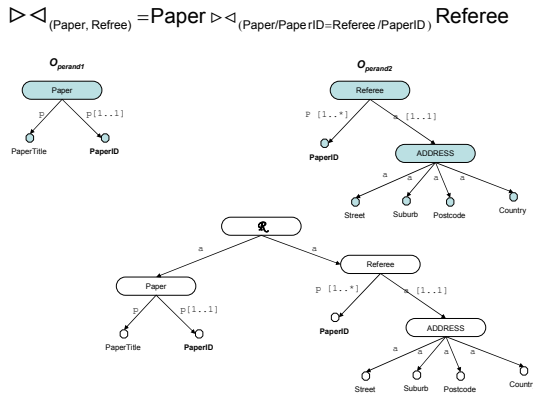 ▷◁(Paper, Refree) = Paper ▷◁(Paper/PaperID=Referee/PaperID) Referee
Operand1
Operand2
Paper
Referee
p p[1..1]
P [1..*] a [1..1]
PaperTitle PaperID
PaperID
ADDRESS
a a a a
Street Suburb Postcode Country
ℛ
a a
Paper
Referee
p p[1..1]
P [1..*] a [1..1]
PaperTitle PaperID
PaperID
ADDRESS
a a a a
Street Suburb Postcode Countr